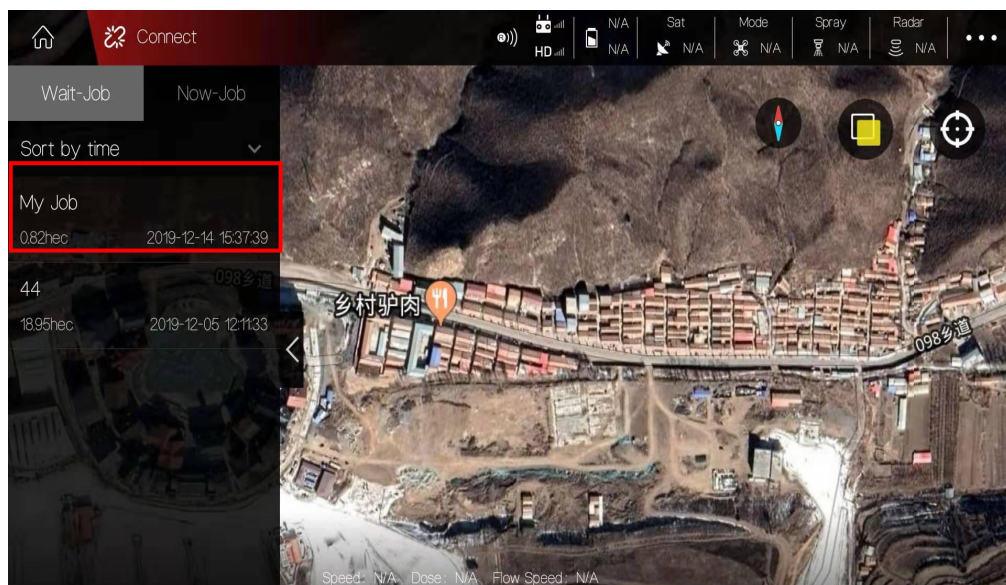 Connect
HD
N/A
N/A
Sat
N/A
Mode
N/A
Spray
N/A
Radar
N/A
Wait-Job
Now-Job
Sort by time
My Job
0.82hec
2019-12-14 15:37:39
44
18.95hec
2019-12-05 12:11:33
098乡道
乡村驴肉
098乡道
Speed: N/A Dose: N/A Flow Speed: N/A